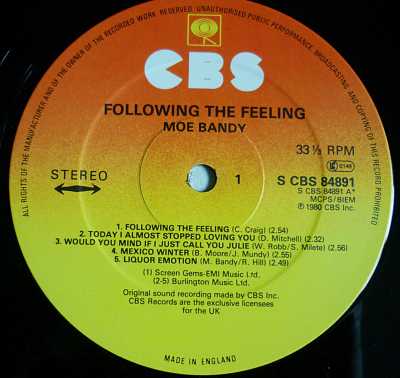 ALL RIGHTS OF THE MANUFACTURER AND OF THE OWNER OF THE RECORDED WORK RESERVED. UNAUTHORISED PUBLIC PERFORMANCE, BROADCASTING AND COPYING OF THIS RECORD PROHIBITED
CBS
FOLLOWING THE FEELING
MOE BANDY
STEREO
1
33⅓ RPM
S CBS 84891
S CBS 84891 A*
MCPS/BIEM
℗ 1980 CBS Inc.
1. FOLLOWING THE FEELING (C. Craig) (2.54)
2. TODAY I ALMOST STOPPED LOVING YOU (D. Mitchell) (2.32)
3. WOULD YOU MIND IF I JUST CALL YOU JULIE (W. Robb/S. Milete) (2.56)
4. MEXICO WINTER (B. Moore/J. Mundy) (2.55)
5. LIQUOR EMOTION (M. Bandy/R. Hill) (2.49)
(1) Screen Gems-EMI Music Ltd.
(2-5) Burlington Music Ltd.
Original sound recording made by CBS Inc.
CBS Records are the exclusive licensees
for the UK
MADE IN ENGLAND